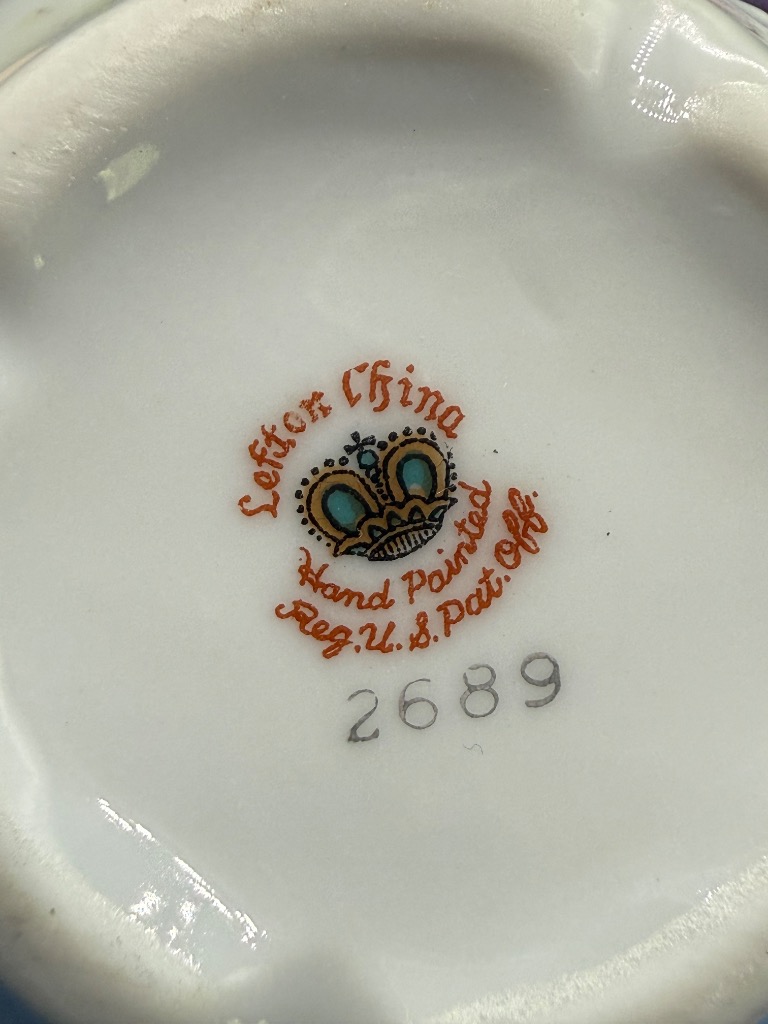 Lefton China
Hand Painted
Reg. U. S. Pat. Off.
2689